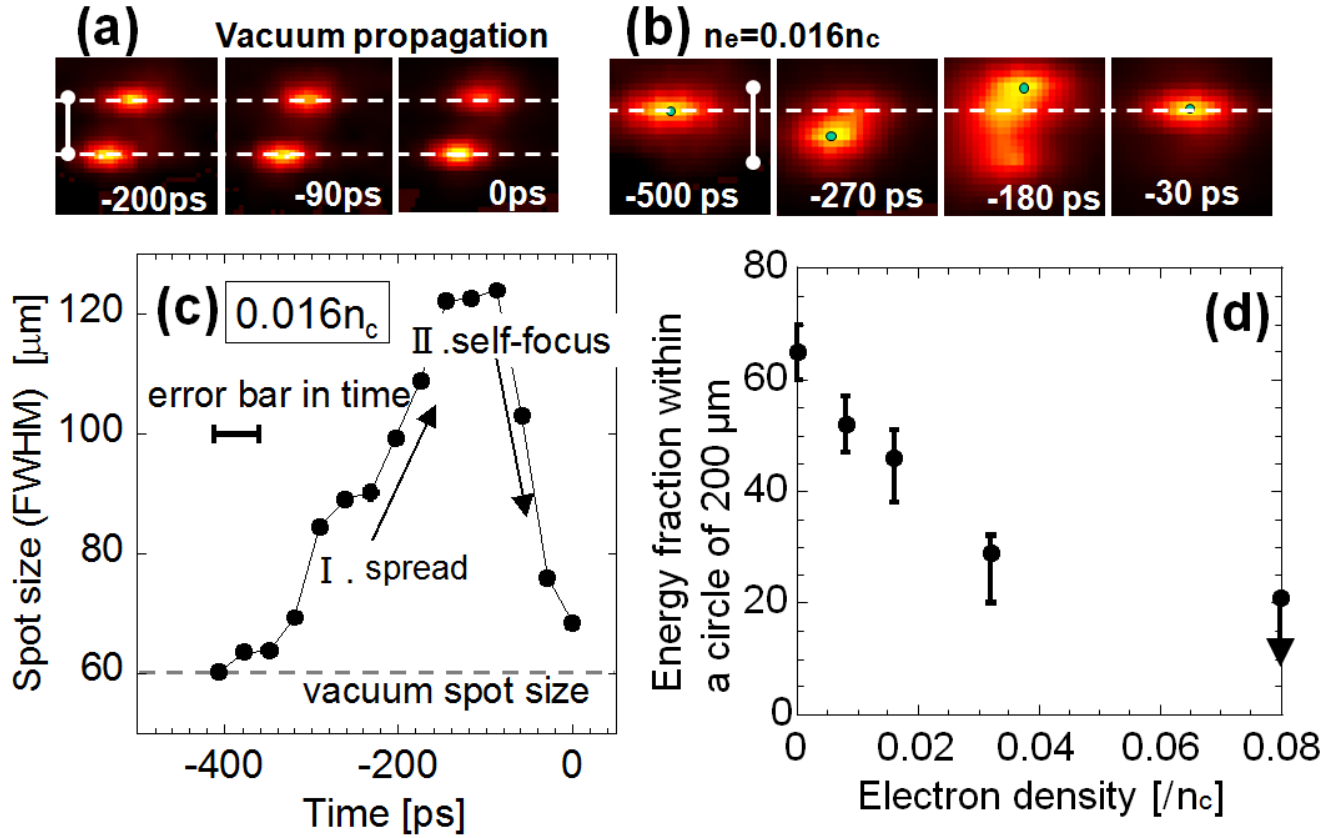 (a)
Vacuum propagation
-200ps
-90ps
0ps
(b) ne=0.016nc
-500 ps
-270 ps
-180 ps
-30 ps
(c) 0.016nc
Spot size (FWHM) [μm]
120
100
80
60
II.self-focus
error bar in time
I. spread
vacuum spot size
-400
-200
0
Time [ps]
(d)
Energy fraction within
a circle of 200 μm
80
60
40
20
0
0
0.02
0.04
0.06
0.08
Electron density [/nc]